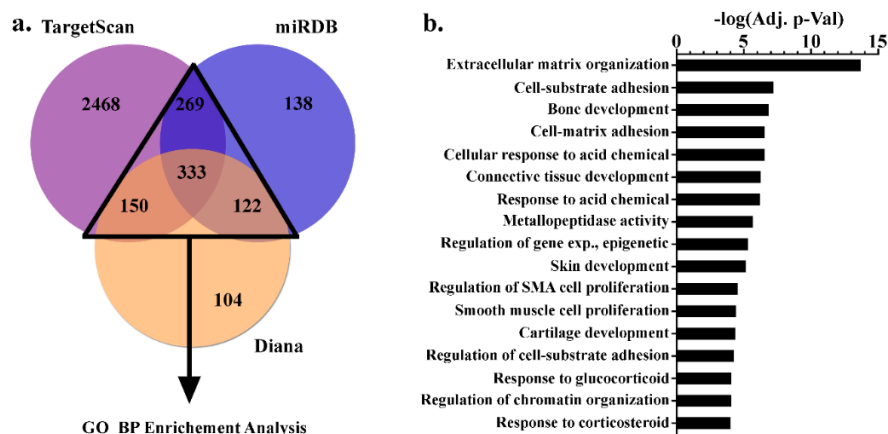 a.
TargetScan
miRDB
2468
269
138
333
150
122
104
Diana
GO_BP Enrichement Analysis
b.
-log(Adj. p-Val)
0 5 10 15
Extracellular matrix organization
Cell-substrate adhesion
Bone development
Cell-matrix adhesion
Cellular response to acid chemical
Connective tissue development
Response to acid chemical
Metallopeptidase activity
Regulation of gene exp., epigenetic
Skin development
Regulation of SMA cell proliferation
Smooth muscle cell proliferation
Cartilage development
Regulation of cell-substrate adhesion
Response to glucocorticoid
Regulation of chromatin organization
Response to corticosteroid